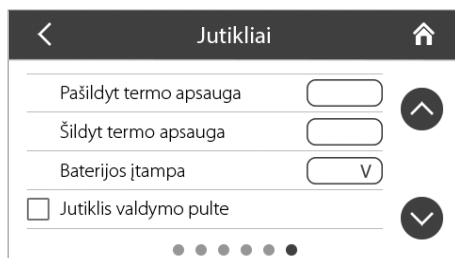 Jutikliai
Pašildyt termo apsauga
Šildyt termo apsauga
Baterijos įtampa V
Jutiklis valdymo pulte